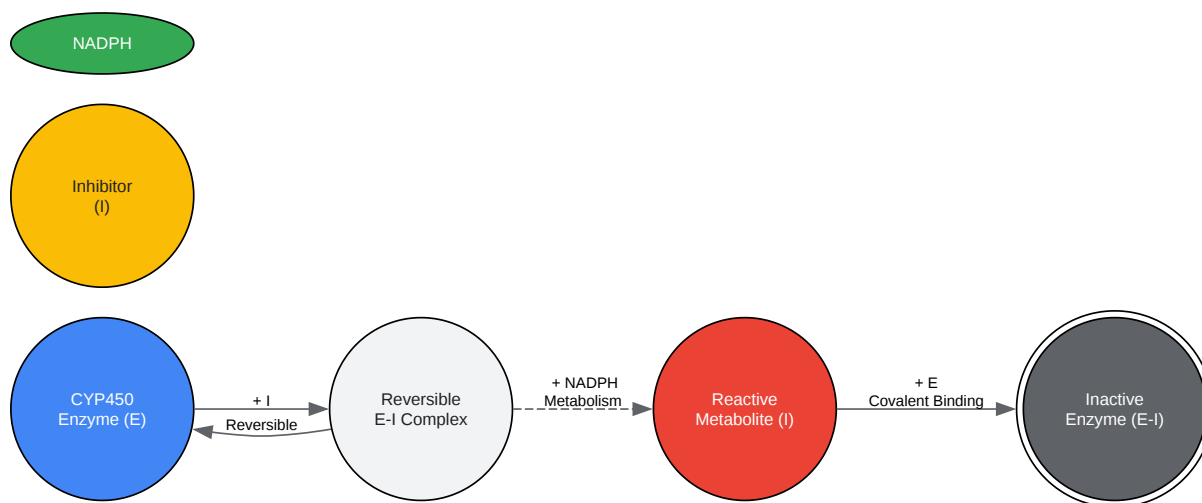 NADPH
Inhibitor
(I)
CYP450
Enzyme (E)
+ I
Reversible
Reversible
E-I Complex
+ NADPH
Metabolism
Reactive
Metabolite (I)
+ E
Covalent Binding
Inactive
Enzyme (E-I)